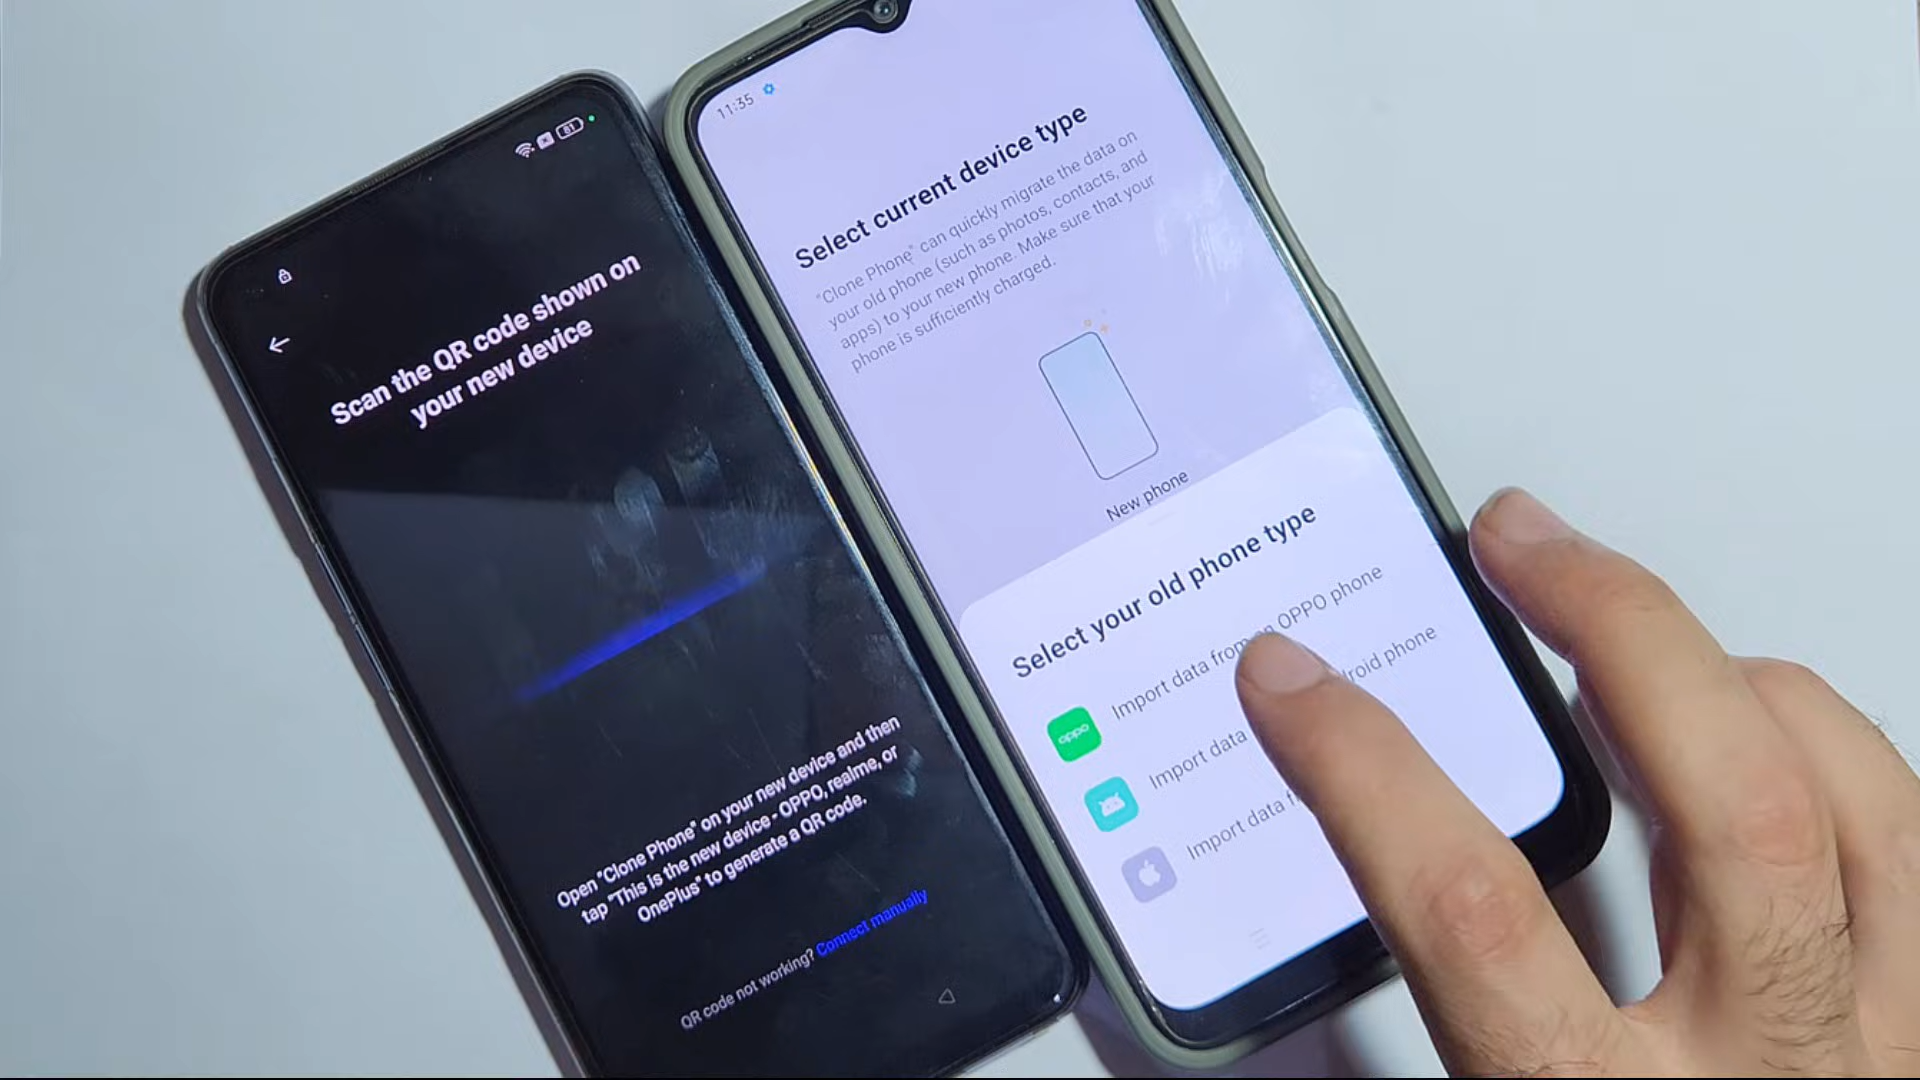 81
Scan the QR code shown on
your new device
Open "Clone Phone" on your new device and then
tap "This is the new device - OPPO, realme, or
OnePlus" to generate a QR code.
QR code not working? Connect manually
11:35
Select current device type
"Clone Phone" can quickly migrate the data on
your old phone (such as photos, contacts, and
apps) to your new phone. Make sure that your
phone is sufficiently charged.
New phone
Select your old phone type
oppo
Import data from an OPPO phone
Import data phone
Import data